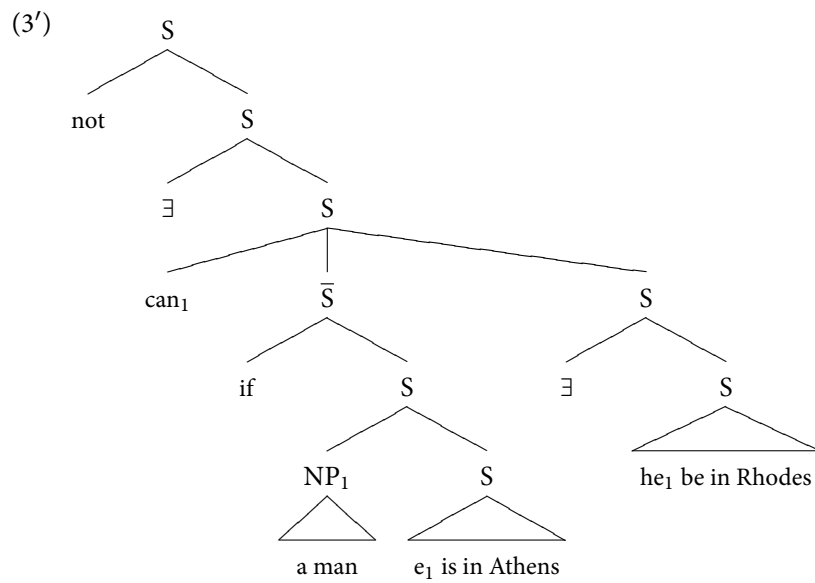 (3′)
S
not S
∃ S
can₁ S̅ S
if S ∃ S
NP₁ S he₁ be in Rhodes
a man e₁ is in Athens